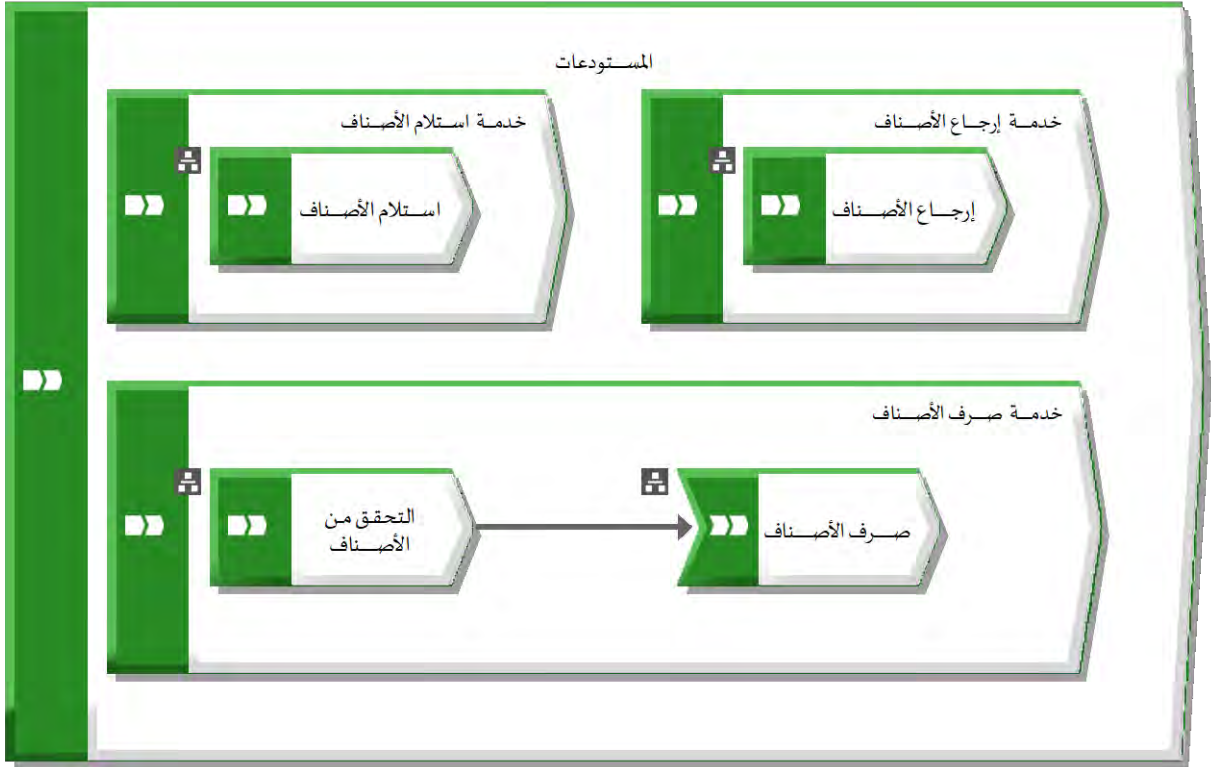 المستودعات
خدمة إرجاع الأصناف
إرجاع الأصناف
خدمة استلام الأصناف
استلام الأصناف
خدمة صرف الأصناف
التحقق من
الأصناف
صرف الأصناف